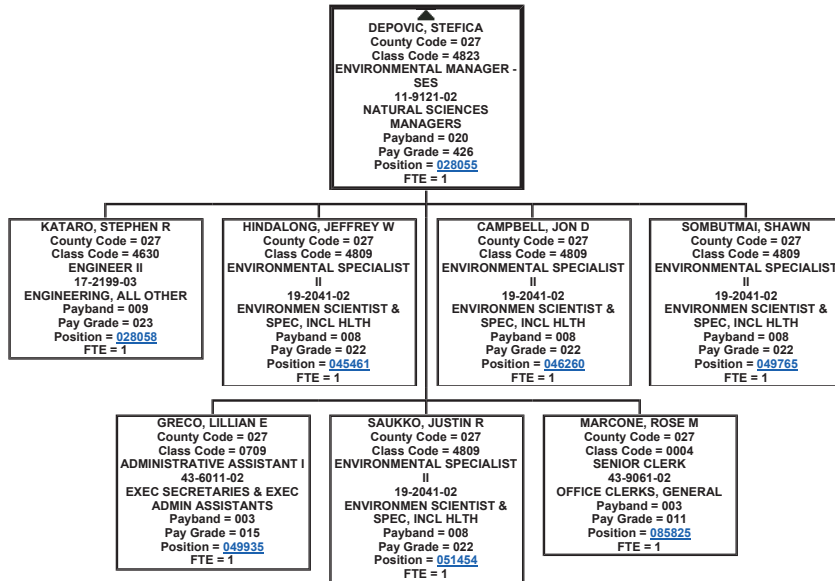 DEPOVIC, STEFICA
County Code = 027
Class Code = 4823
ENVIRONMENTAL MANAGER -
SES
11-9121-02
NATURAL SCIENCES
MANAGERS
Payband = 020
Pay Grade = 426
Position = 028055
FTE = 1
KATARO, STEPHEN R
County Code = 027
Class Code = 4630
ENGINEER II
17-2199-03
ENGINEERING, ALL OTHER
Payband = 009
Pay Grade = 023
Position = 028058
FTE = 1
HINDALONG, JEFFREY W
County Code = 027
Class Code = 4809
ENVIRONMENTAL SPECIALIST
II
19-2041-02
ENVIRONMEN SCIENTIST &
SPEC, INCL HLTH
Payband = 008
Pay Grade = 022
Position = 045461
FTE = 1
CAMPBELL, JON D
County Code = 027
Class Code = 4809
ENVIRONMENTAL SPECIALIST
II
19-2041-02
ENVIRONMEN SCIENTIST &
SPEC, INCL HLTH
Payband = 008
Pay Grade = 022
Position = 046260
FTE = 1
SOMBUTMAI, SHAWN
County Code = 027
Class Code = 4809
ENVIRONMENTAL SPECIALIST
II
19-2041-02
ENVIRONMEN SCIENTIST &
SPEC, INCL HLTH
Payband = 008
Pay Grade = 022
Position = 049765
FTE = 1
GRECO, LILLIAN E
County Code = 027
Class Code = 0709
ADMINISTRATIVE ASSISTANT I
43-6011-02
EXEC SECRETARIES & EXEC
ADMIN ASSISTANTS
Payband = 003
Pay Grade = 015
Position = 049935
FTE = 1
SAUKKO, JUSTIN R
County Code = 027
Class Code = 4809
ENVIRONMENTAL SPECIALIST
II
19-2041-02
ENVIRONMEN SCIENTIST &
SPEC, INCL HLTH
Payband = 008
Pay Grade = 022
Position = 051454
FTE = 1
MARCONE, ROSE M
County Code = 027
Class Code = 0004
SENIOR CLERK
43-9061-02
OFFICE CLERKS, GENERAL
Payband = 003
Pay Grade = 011
Position = 085825
FTE = 1